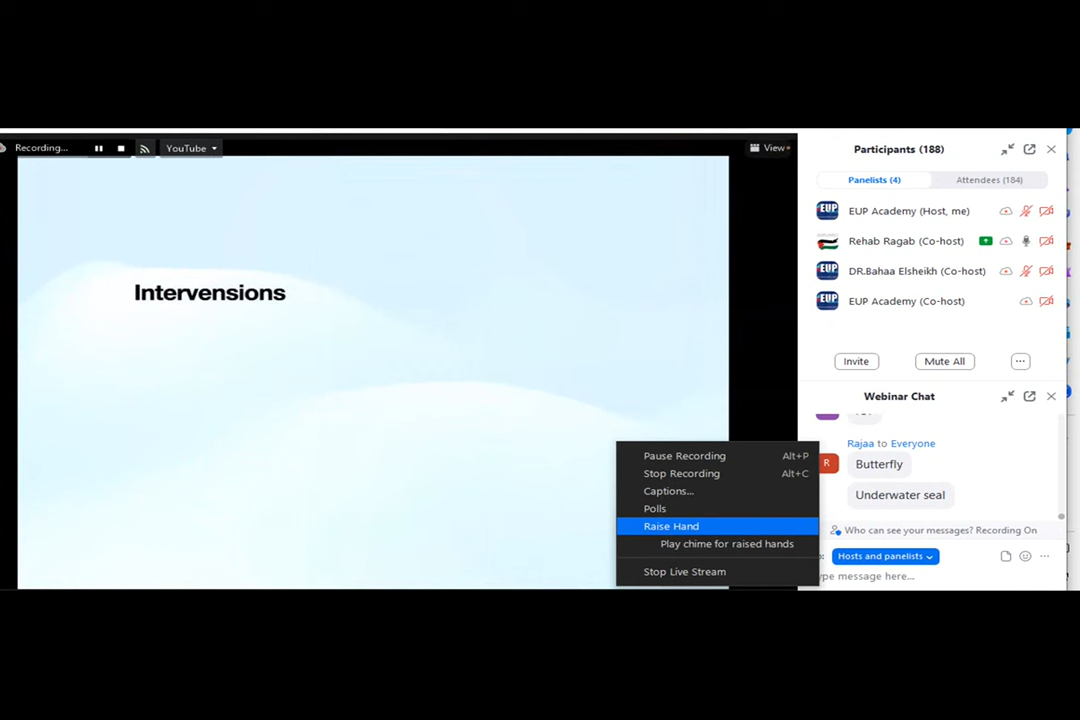 Recording...
YouTube
View
Intervensions
Participants (188)
Panelists (4)
Attendees (184)
EUP
EUP Academy (Host, me)
Rehab Ragab (Co-host)
EUP
DR.Bahaa Elsheikh (Co-host)
EUP
EUP Academy (Co-host)
Invite
Mute All
Webinar Chat
Rajaa to Everyone
R
Butterfly
Underwater seal
Who can see your messages? Recording On
Hosts and panelists
ype message here...
Pause Recording Alt+P
Stop Recording Alt+C
Captions...
Polls
Raise Hand
Play chime for raised hands
Stop Live Stream